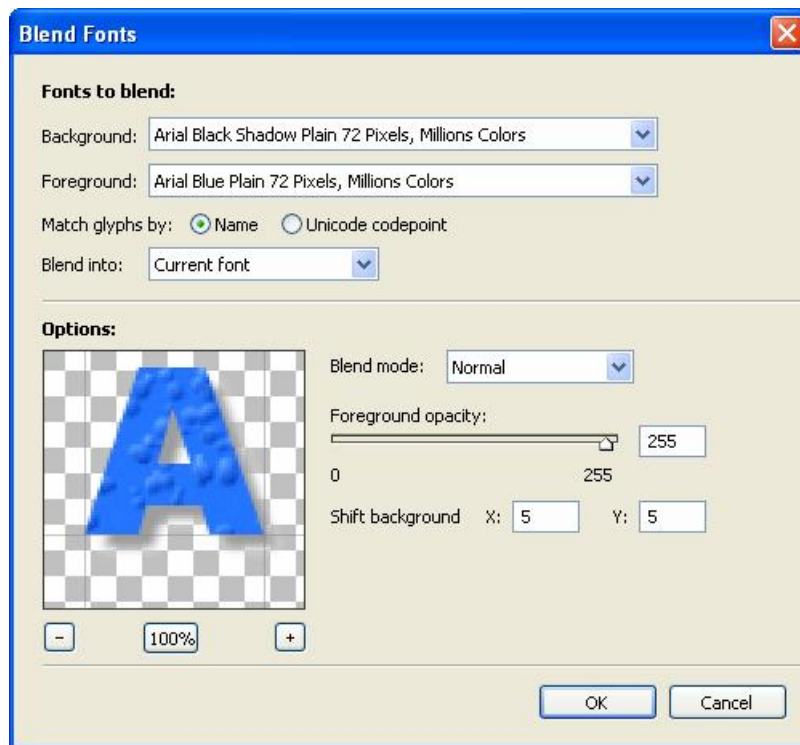 Blend Fonts
Fonts to blend:
Background: Arial Black Shadow Plain 72 Pixels, Millions Colors
Foreground: Arial Blue Plain 72 Pixels, Millions Colors
Match glyphs by: Name Unicode codepoint
Blend into: Current font
Options:
A
Blend mode: Normal
Foreground opacity:
255
0 255
Shift background X: 5 Y: 5
- 100% +
OK Cancel